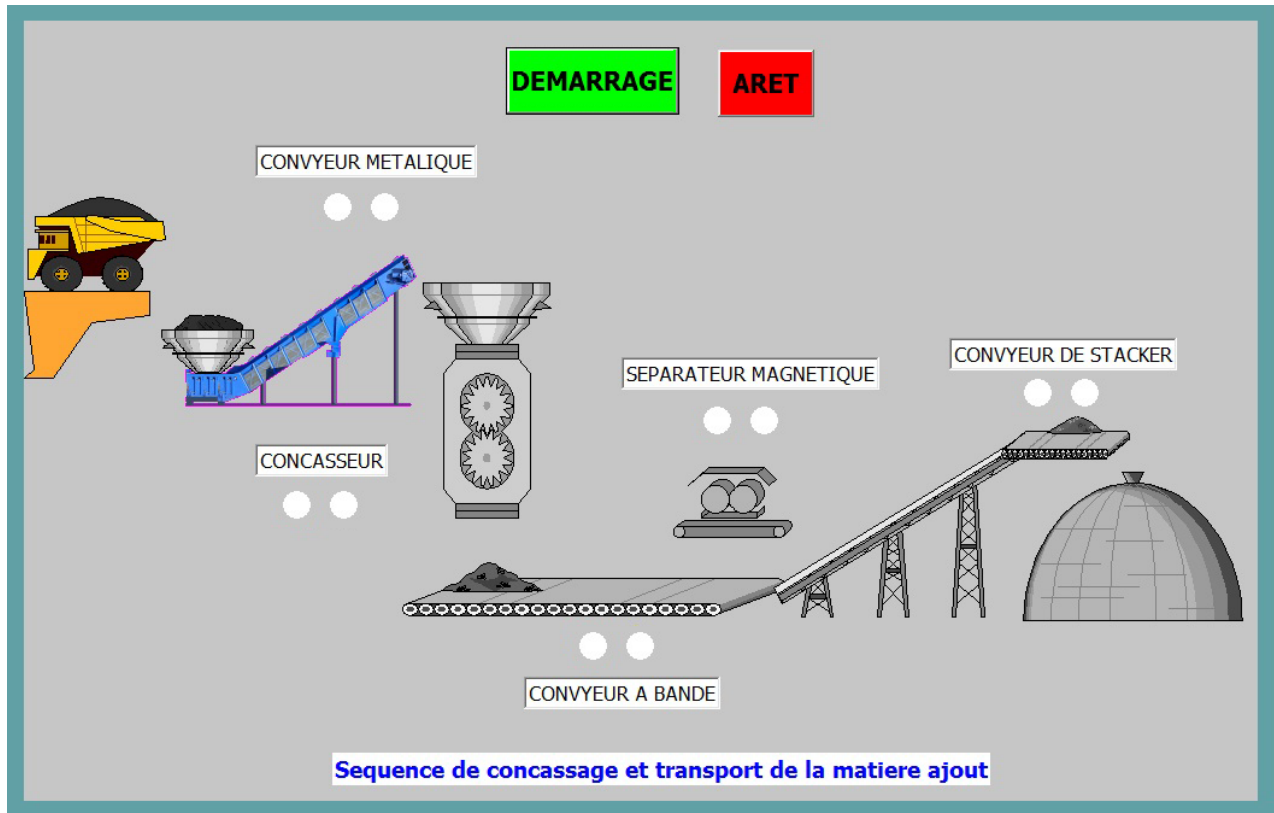 DEMARRAGE
ARET
CONVYEUR METALIQUE
CONVYEUR DE STACKER
SEPARATEUR MAGNETIQUE
CONCASSEUR
CONVYEUR A BANDE
Sequence de concassage et transport de la matiere ajout